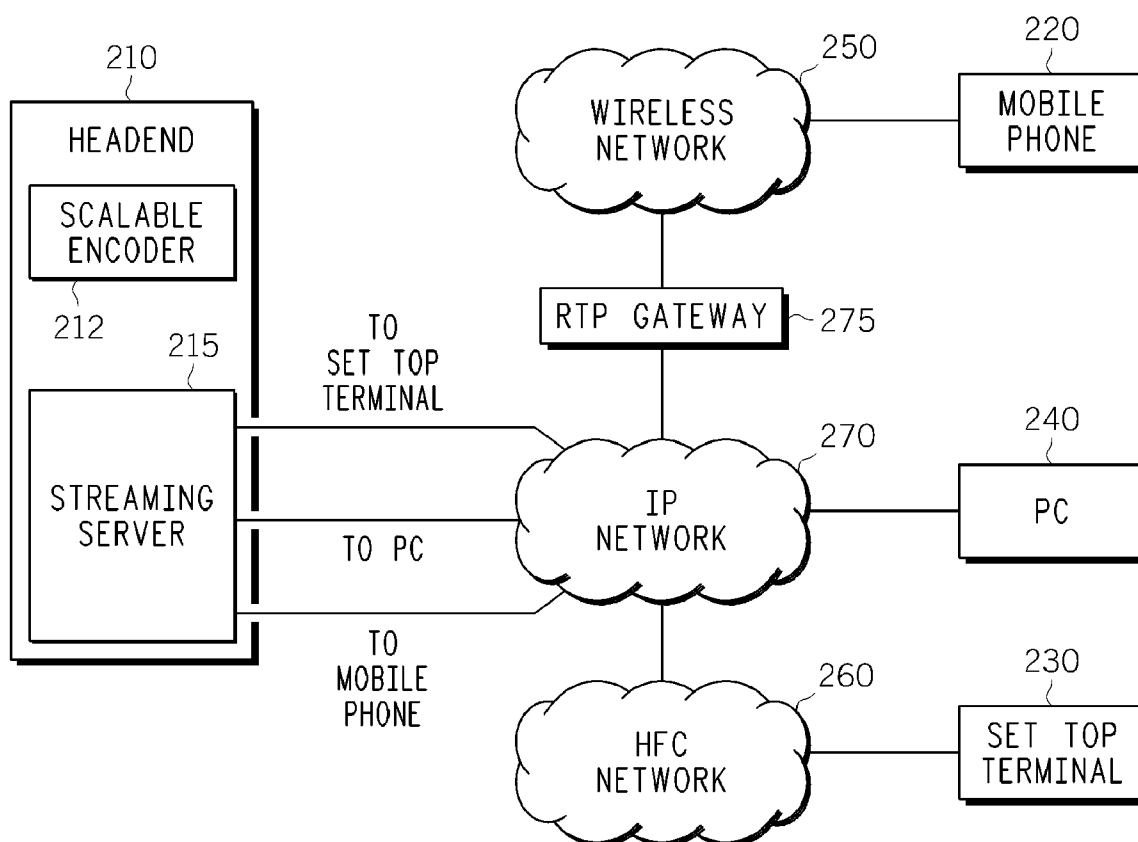 210
HEADEND
SCALABLE
ENCODER
212
215
STREAMING
SERVER
TO
SET TOP
TERMINAL
TO PC
TO
MOBILE
PHONE
250
WIRELESS
NETWORK
220
MOBILE
PHONE
RTP GATEWAY
275
270
IP
NETWORK
240
PC
260
HFC
NETWORK
230
SET TOP
TERMINAL